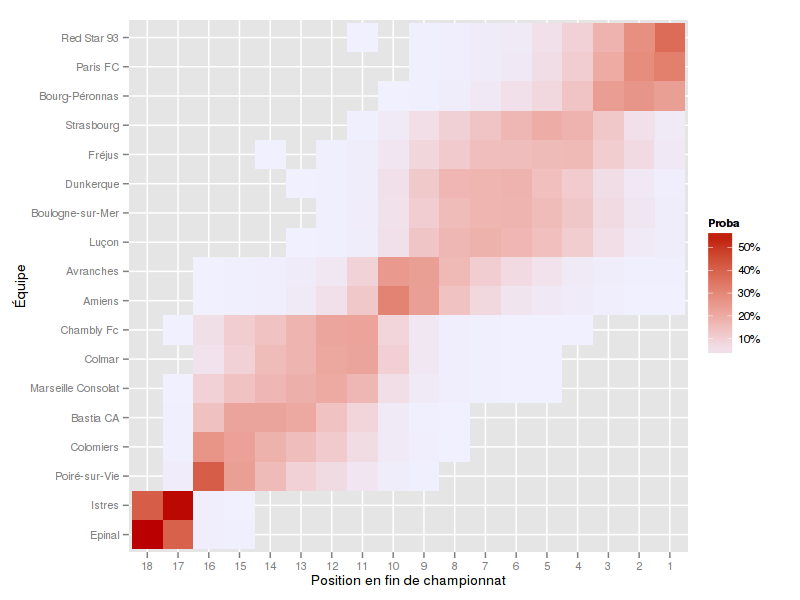 Red Star 93
Paris FC
Bourg-Péronnas
Strasbourg
Fréjus
Dunkerque
Boulogne-sur-Mer
Luçon
Avranches
Amiens
Chambly Fc
Colmar
Marseille Consolat
Bastia CA
Colomiers
Poiré-sur-Vie
Istres
Epinal
Équipe
18 17 16 15 14 13 12 11 10 9 8 7 6 5 4 3 2 1
Position en fin de championnat
Proba
50%
40%
30%
20%
10%